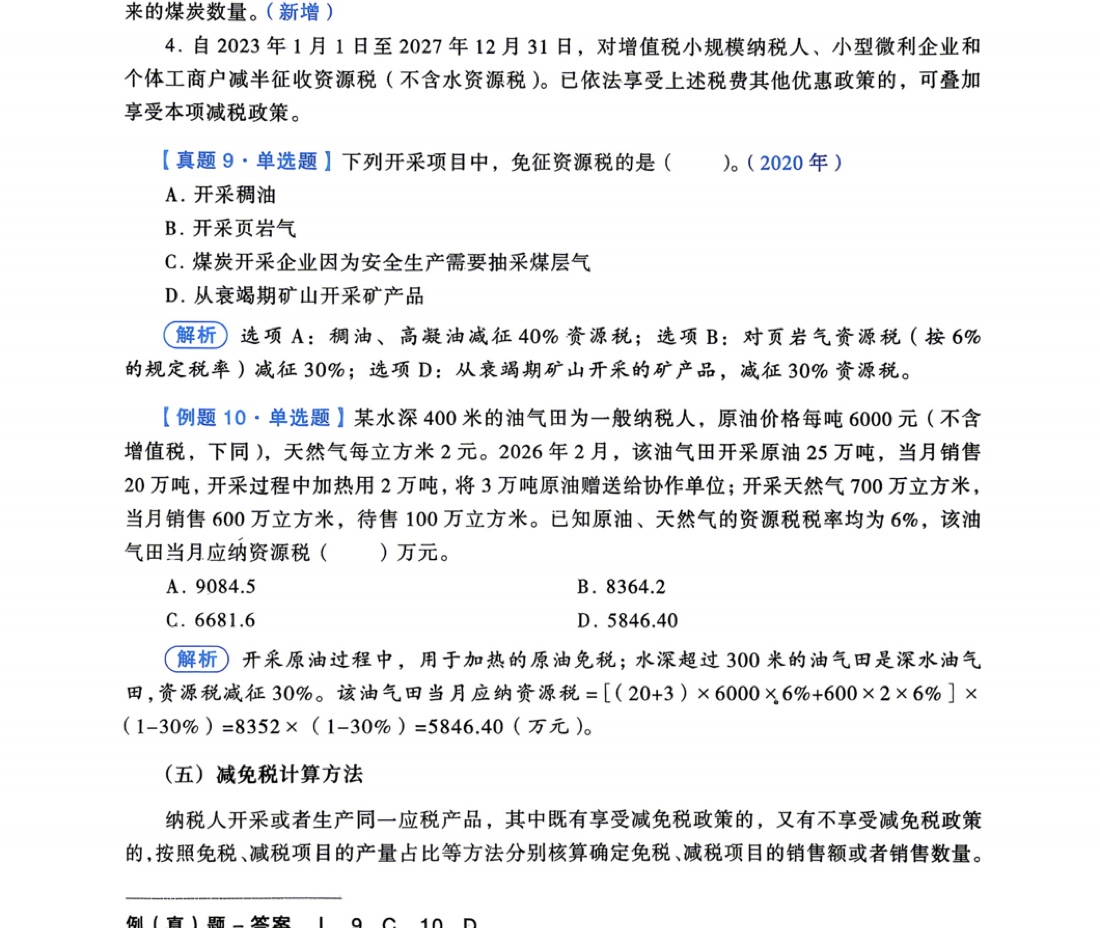 来的煤炭数量。（新增）
4. 自 2023 年 1 月 1 日至 2027 年 12 月 31 日，对增值税小规模纳税人、小型微利企业和
个体工商户减半征收资源税（不含水资源税）。已依法享受上述税费其他优惠政策的，可叠加
享受本项减税政策。
【真题 9·单选题】下列开采项目中，免征资源税的是（　　）。（2020 年）
A. 开采稠油
B. 开采页岩气
C. 煤炭开采企业因为安全生产需要抽采煤层气
D. 从衰竭期矿山开采矿产品
解析 选项 A：稠油、高凝油减征 40% 资源税；选项 B：对页岩气资源税（按 6%
的规定税率）减征 30%；选项 D：从衰竭期矿山开采的矿产品，减征 30% 资源税。
【例题 10·单选题】某水深 400 米的油气田为一般纳税人，原油价格每吨 6000 元（不含
增值税，下同），天然气每立方米 2 元。2026 年 2 月，该油气田开采原油 25 万吨，当月销售
20 万吨，开采过程中加热用 2 万吨，将 3 万吨原油赠送给协作单位；开采天然气 700 万立方米，
当月销售 600 万立方米，待售 100 万立方米。已知原油、天然气的资源税税率均为 6%，该油
气田当月应纳资源税（　　）万元。
A. 9084.5　　B. 8364.2
C. 6681.6　　D. 5846.40
解析 开采原油过程中，用于加热的原油免税；水深超过 300 米的油气田是深水油气
田，资源税减征 30%。该油气田当月应纳资源税 =[（20+3）×6000×6%+600×2×6%］×
（1-30%）=8352×（1-30%）=5846.40（万元）。
（五）减免税计算方法
纳税人开采或者生产同一应税产品，其中既有享受减免税政策的，又有不享受减免税政策
的，按照免税、减税项目的产量占比等方法分别核算确定免税、减税项目的销售额或者销售数量。
例（真）题－答案 | 9. C 10. D